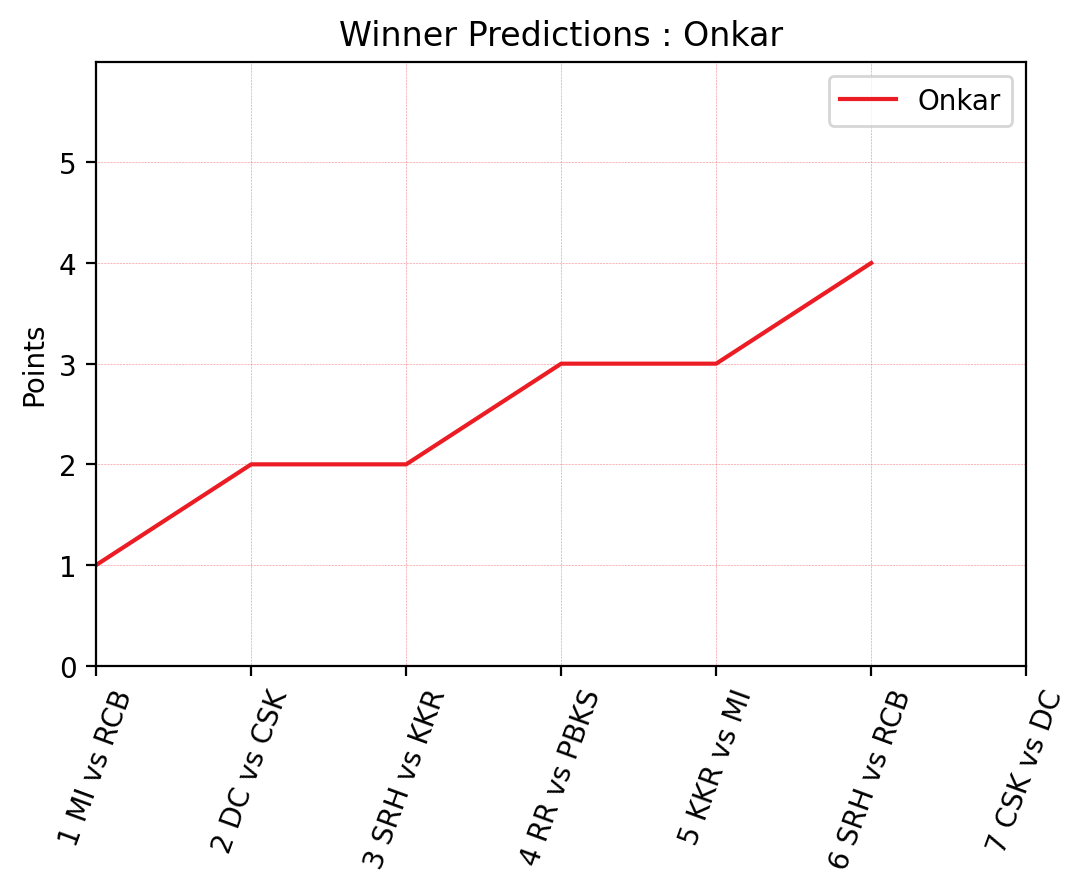 Winner Predictions : Onkar
Onkar
Points
5
4
3
2
1
0
1 MI vs RCB
2 DC vs CSK
3 SRH vs KKR
4 RR vs PBKS
5 KKR vs MI
6 SRH vs RCB
7 CSK vs DC